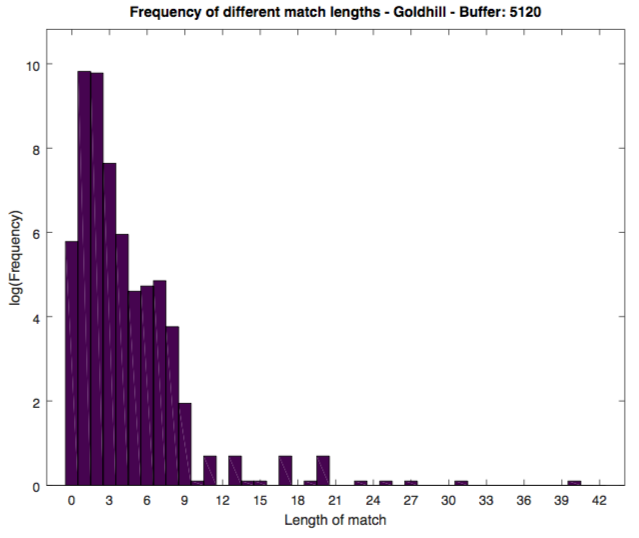 Frequency of different match lengths - Goldhill - Buffer: 5120
log(Frequency)
10
8
6
4
2
0
0 3 6 9 12 15 18 21 24 27 30 33 36 39 42
Length of match